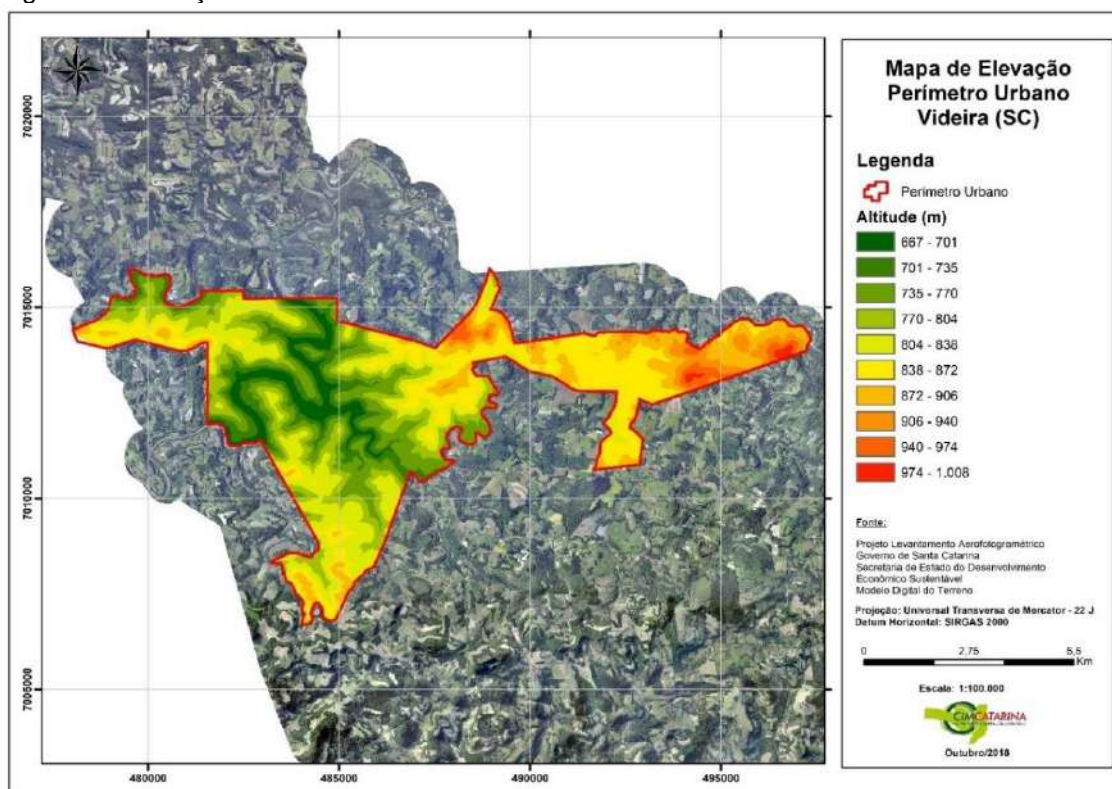 Mapa de Elevação
Perímetro Urbano
Videira (SC)
Legenda
Perímetro Urbano
Altitude (m)
667 - 701
701 - 735
735 - 770
770 - 804
804 - 838
838 - 872
872 - 906
906 - 940
940 - 974
974 - 1.008
Fonte:
Projeto Levantamento Aerofotogramétrico
Governo de Santa Catarina
Secretaria de Estado do Desenvolvimento
Econômico Sustentável
Modelo Digital do Terreno
Projeção: Universal Transversa de Mercator - 22 J
Datum Horizontal: SIRGAS 2000
0 2,75 5,5
Km
Escala: 1:100.000
CIMCATARINA
Outubro/2018
7020000
7015000
7010000
7005000
480000 485000 490000 495000